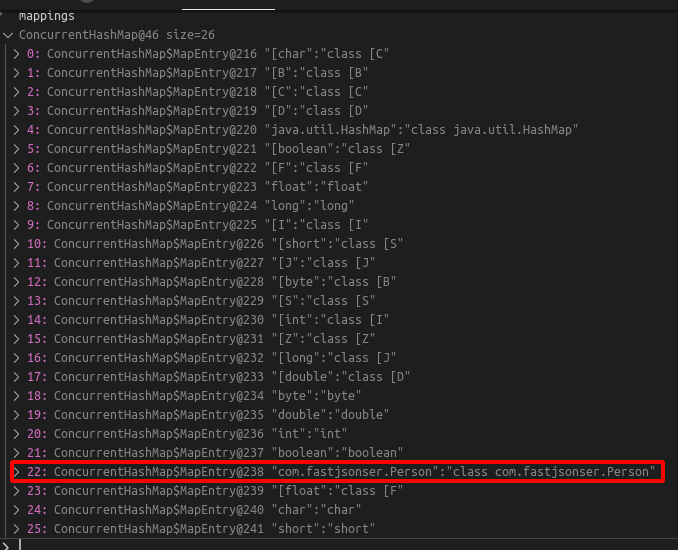 mappings
ConcurrentHashMap@46 size=26
0: ConcurrentHashMap$MapEntry@216 "[char":"class [C"
1: ConcurrentHashMap$MapEntry@217 "[B":"class [B"
2: ConcurrentHashMap$MapEntry@218 "[C":"class [C"
3: ConcurrentHashMap$MapEntry@219 "[D":"class [D"
4: ConcurrentHashMap$MapEntry@220 "java.util.HashMap":"class java.util.HashMap"
5: ConcurrentHashMap$MapEntry@221 "[boolean":"class [Z"
6: ConcurrentHashMap$MapEntry@222 "[F":"class [F"
7: ConcurrentHashMap$MapEntry@223 "float":"float"
8: ConcurrentHashMap$MapEntry@224 "long":"long"
9: ConcurrentHashMap$MapEntry@225 "[I":"class [I"
10: ConcurrentHashMap$MapEntry@226 "[short":"class [S"
11: ConcurrentHashMap$MapEntry@227 "[J":"class [J"
12: ConcurrentHashMap$MapEntry@228 "[byte":"class [B"
13: ConcurrentHashMap$MapEntry@229 "[S":"class [S"
14: ConcurrentHashMap$MapEntry@230 "[int":"class [I"
15: ConcurrentHashMap$MapEntry@231 "[Z":"class [Z"
16: ConcurrentHashMap$MapEntry@232 "[long":"class [J"
17: ConcurrentHashMap$MapEntry@233 "[double":"class [D"
18: ConcurrentHashMap$MapEntry@234 "byte":"byte"
19: ConcurrentHashMap$MapEntry@235 "double":"double"
20: ConcurrentHashMap$MapEntry@236 "int":"int"
21: ConcurrentHashMap$MapEntry@237 "boolean":"boolean"
22: ConcurrentHashMap$MapEntry@238 "com.fastjsonser.Person":"class com.fastjsonser.Person"
23: ConcurrentHashMap$MapEntry@239 "[float":"class [F"
24: ConcurrentHashMap$MapEntry@240 "char":"char"
25: ConcurrentHashMap$MapEntry@241 "short":"short"